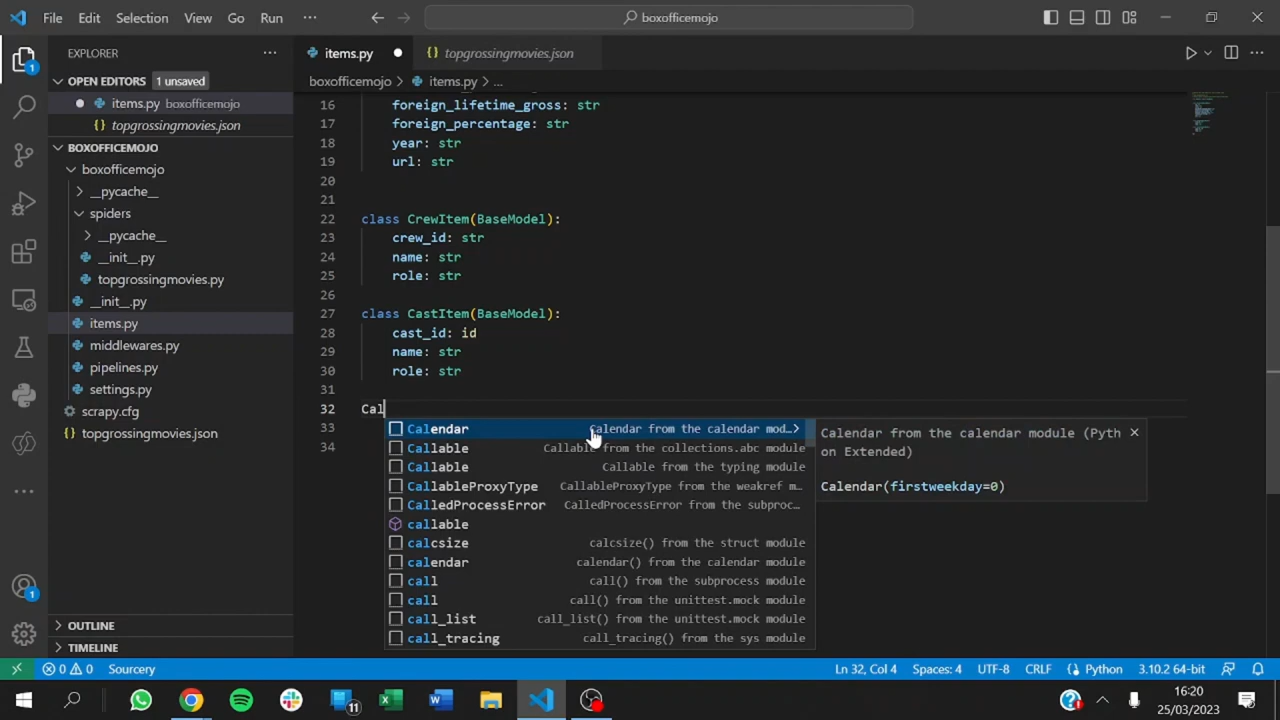 File Edit Selection View Go Run ··· boxofficemojo
EXPLORER ···
OPEN EDITORS 1 unsaved
items.py boxofficemojo
topgrossingmovies.json
BOXOFFICEMOJO
boxofficemojo
__pycache__
spiders
__pycache__
__init__.py
topgrossingmovies.py
__init__.py
items.py
middlewares.py
pipelines.py
settings.py
scrapy.cfg
topgrossingmovies.json
OUTLINE
TIMELINE
1
1
items.py
topgrossingmovies.json
boxofficemojo > items.py > ...
16 foreign_lifetime_gross: str
17 foreign_percentage: str
18 year: str
19 url: str
20
21
22 class CrewItem(BaseModel):
23 crew_id: str
24 name: str
25 role: str
26
27 class CastItem(BaseModel):
28 cast_id: id
29 name: str
30 role: str
31
32 Cal
33
34
Calendar Calendar from the calendar mod…
Callable Callable from the collections.abc module
Callable Callable from the typing module
CallableProxyType CallableProxyType from the weakref m…
CalledProcessError CalledProcessError from the subproc…
callable
calcsize calcsize() from the struct module
calendar calendar() from the calendar module
call call() from the subprocess module
call call() from the unittest.mock module
call_list call_list() from the unittest.mock module
call_tracing call_tracing() from the sys module
Calendar from the calendar module (Pyth
on Extended)
Calendar(firstweekday=0)
0 0 Sourcery Ln 32, Col 4 Spaces: 4 UTF-8 CRLF Python 3.10.2 64-bit
11
16:20
25/03/2023